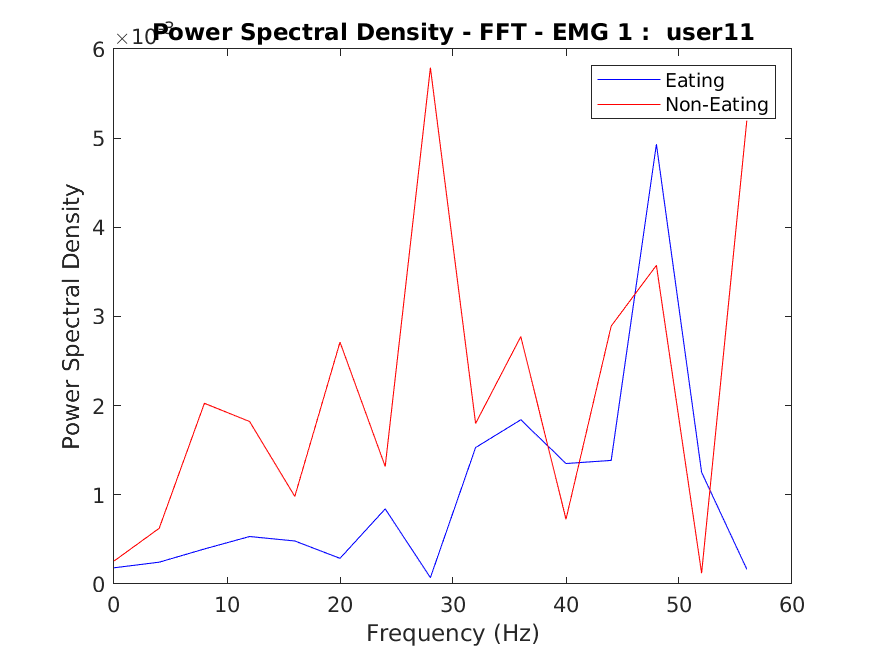 Power Spectral Density - FFT - EMG 1 : user11
×10
6
5
4
3
2
1
0
0 10 20 30 40 50 60
Power Spectral Density
Frequency (Hz)
Eating
Non-Eating